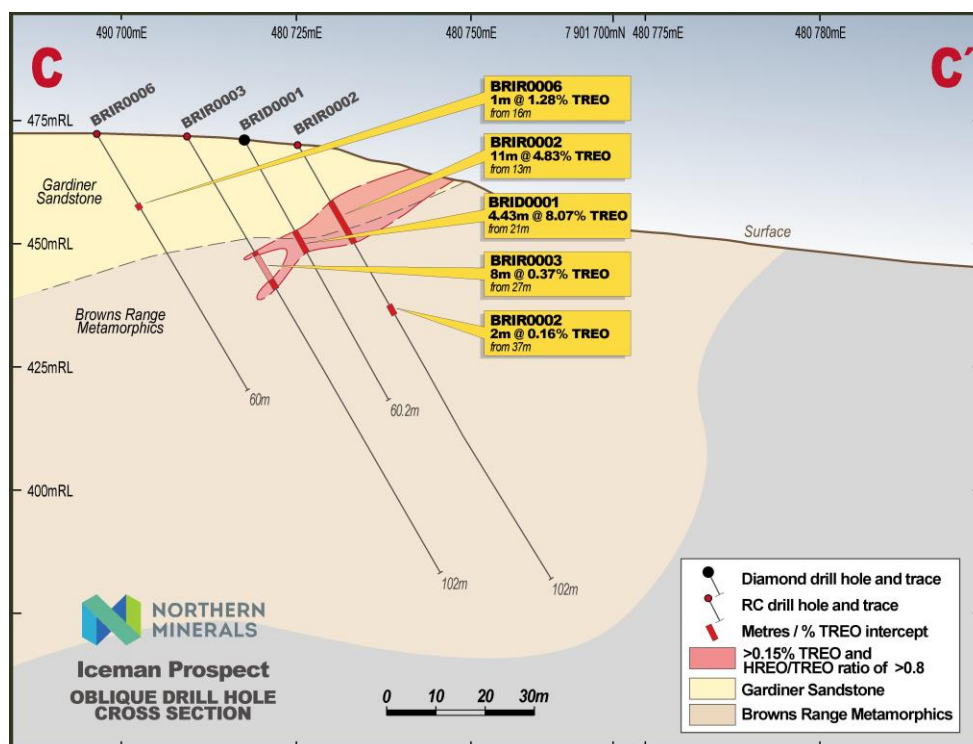 490 700mE 480 725mE 480 750mE 7 901 700mN 480 775mE 480 780mE
C
C´
BRIR0006
BRIR0003
BRID0001
BRIR0002
475mRL
450mRL
425mRL
400mRL
Gardiner
Sandstone
Browns Range
Metamorphics
Surface
BRIR0006
1m @ 1.28% TREO
from 16m
BRIR0002
11m @ 4.83% TREO
from 13m
BRID0001
4.43m @ 8.07% TREO
from 21m
BRIR0003
8m @ 0.37% TREO
from 27m
BRIR0002
2m @ 0.16% TREO
from 37m
60m
60.2m
102m
102m
NORTHERN
MINERALS
Iceman Prospect
OBLIQUE DRILL HOLE
CROSS SECTION
0 10 20 30m
Diamond drill hole and trace
RC drill hole and trace
Metres / % TREO intercept
>0.15% TREO and
HREO/TREO ratio of >0.8
Gardiner Sandstone
Browns Range Metamorphics